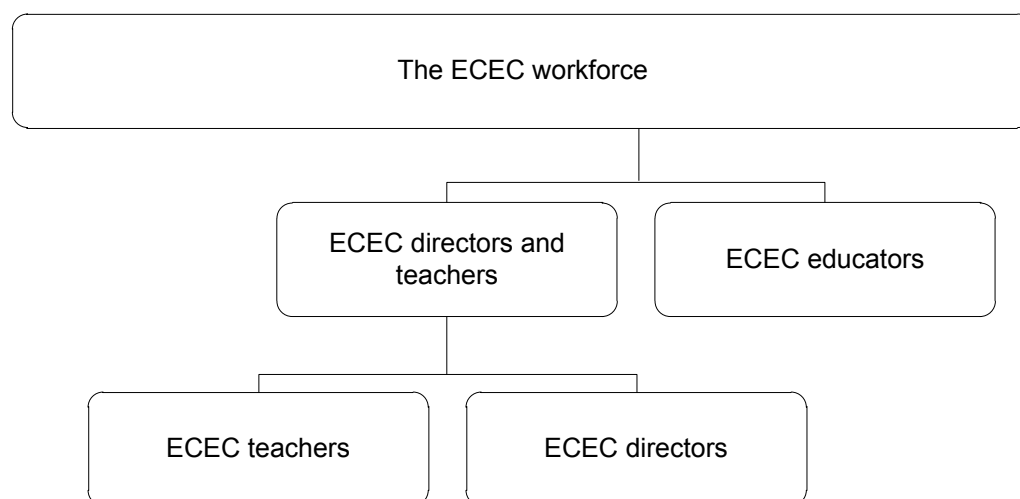 The ECEC workforce
ECEC directors and
teachers
ECEC educators
ECEC teachers
ECEC directors